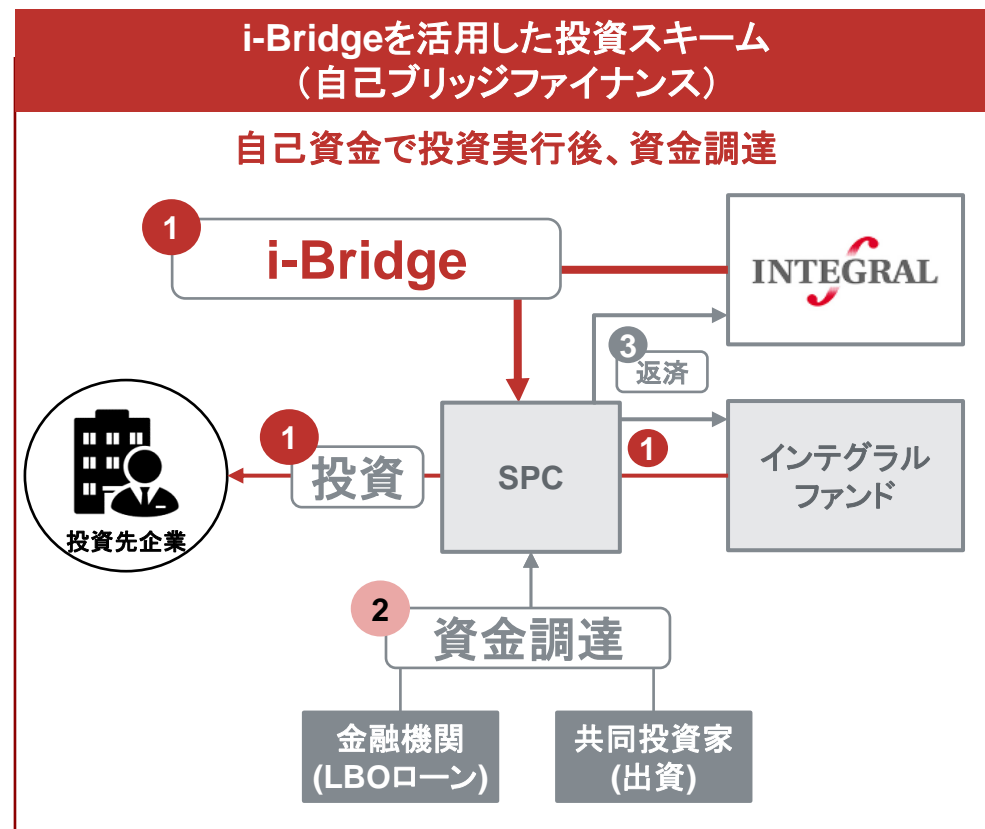 i-Bridgeを活用した投資スキーム
（自己ブリッジファイナンス）
自己資金で投資実行後、資金調達
1
i-Bridge
INTEGRAL
3
返済
1
投資
SPC
1
インテグラル
ファンド
投資先企業
2
資金調達
金融機関
(LBOローン)
共同投資家
(出資)